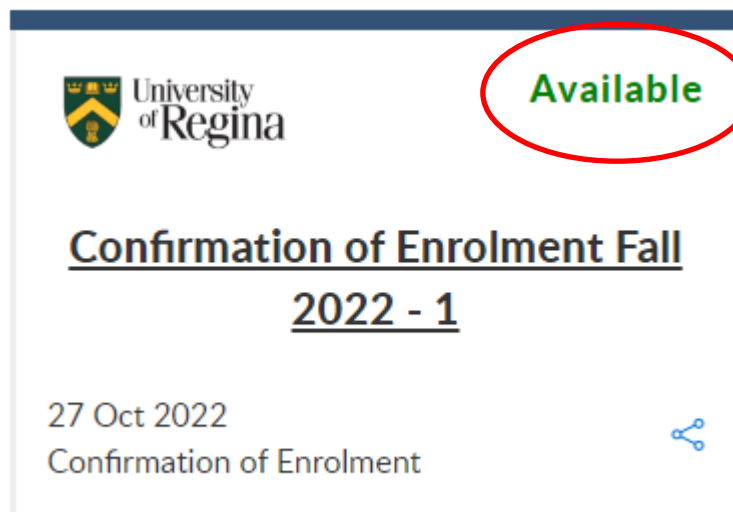 University
of Regina
Available
Confirmation of Enrolment Fall
2022 - 1
27 Oct 2022
Confirmation of Enrolment